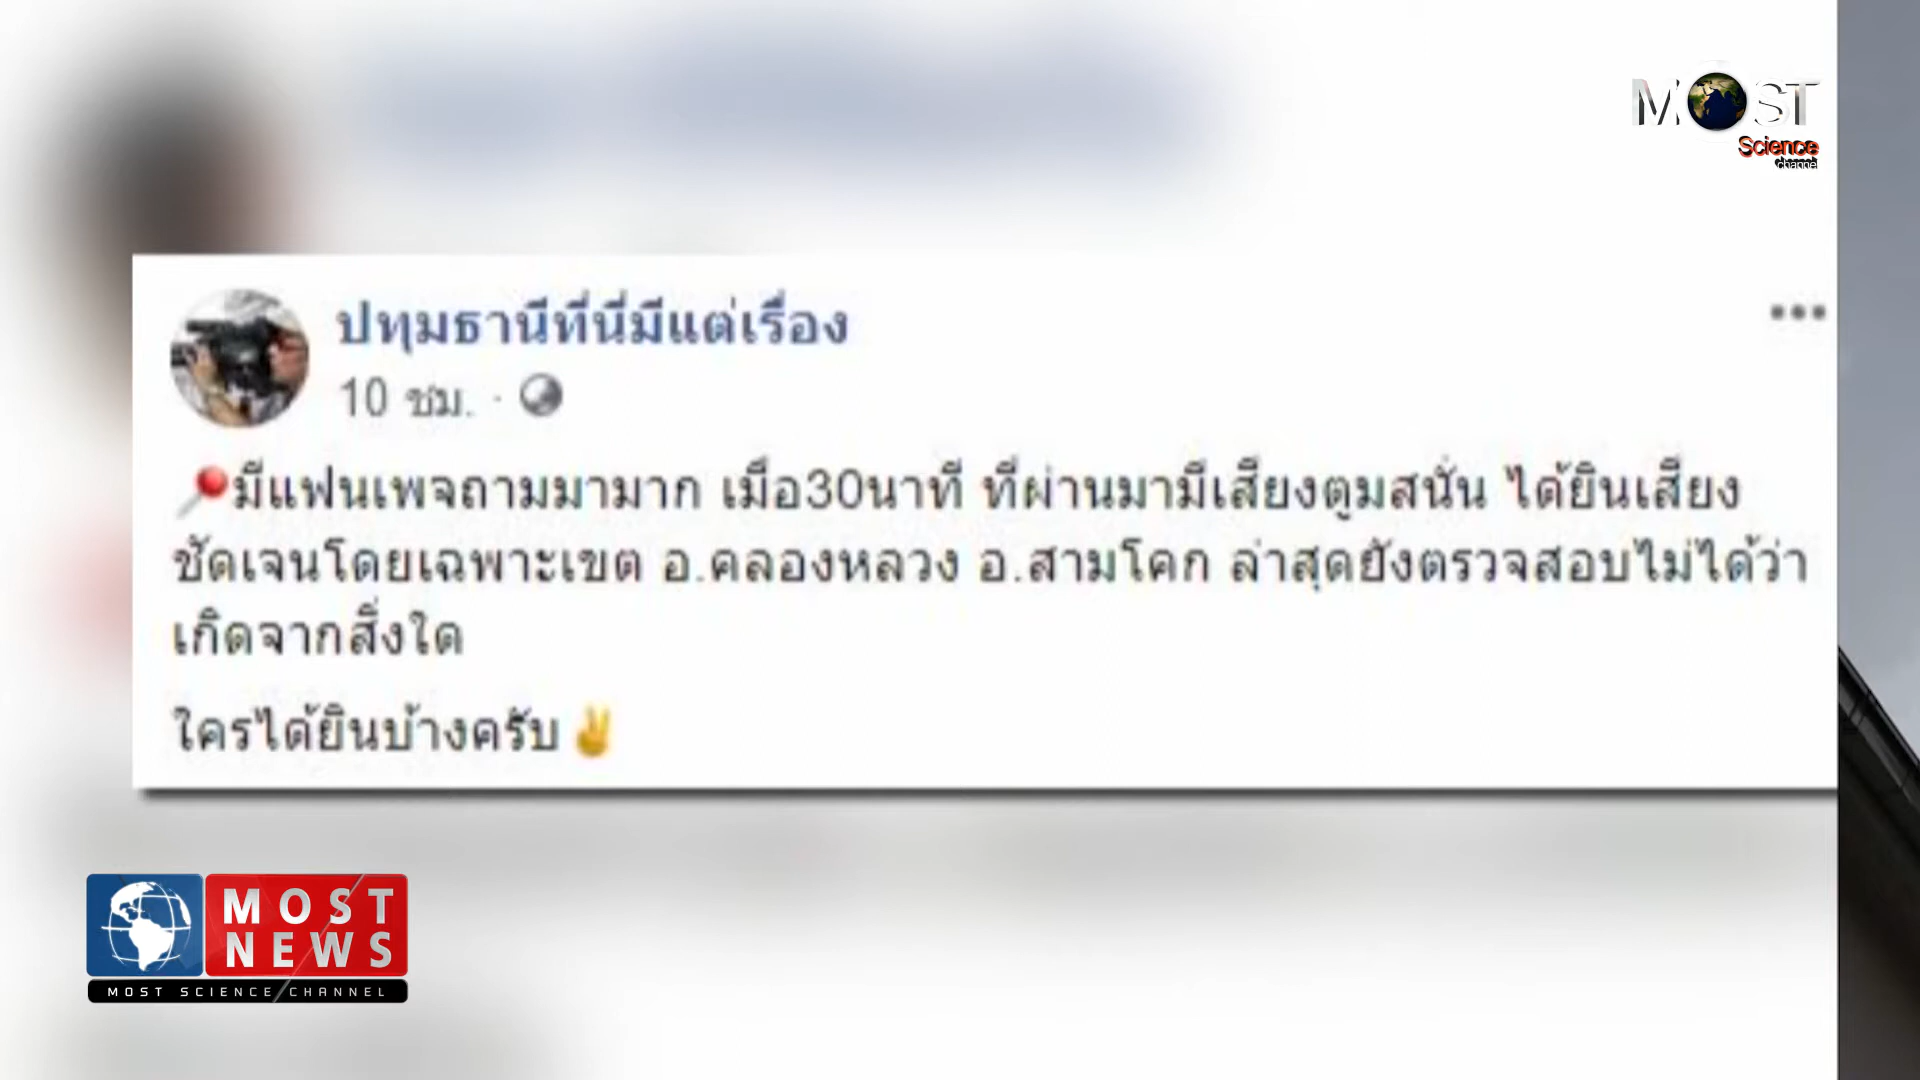 MOST
Science
channel
ปทุมธานีที่นี่มีแต่เรื่อง
10 ชม. ·
มีแฟนเพจถามมามาก เมื่อ30นาที ที่ผ่านมามีเสียงตูมสนั่น ได้ยินเสียง
ชัดเจนโดยเฉพาะเขต อ.คลองหลวง อ.สามโคก ล่าสุดยังตรวจสอบไม่ได้ว่า
เกิดจากสิ่งใด
ใครได้ยินบ้างครับ✌
MOST
NEWS
MOST SCIENCE CHANNEL